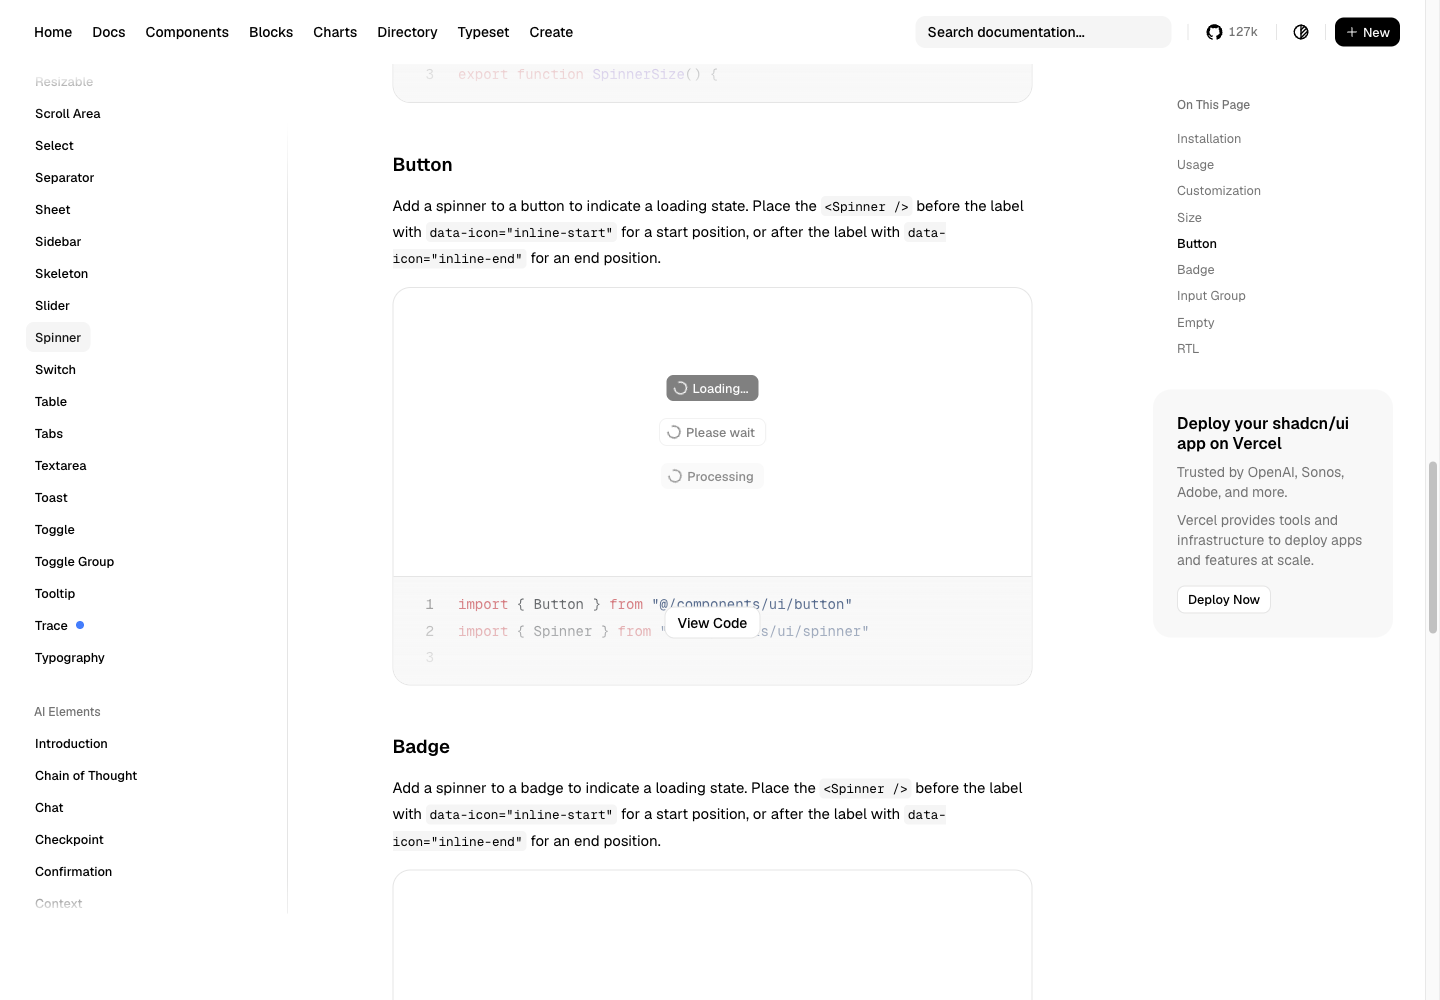 Home Docs Components Blocks Charts Directory Typeset Create
Search documentation...
127k
New
Resizable
Scroll Area
Select
Separator
Sheet
Sidebar
Skeleton
Slider
Spinner
Switch
Table
Tabs
Textarea
Toast
Toggle
Toggle Group
Tooltip
Trace
Typography
AI Elements
Introduction
Chain of Thought
Chat
Checkpoint
Confirmation
Context
3 export function SpinnerSize() {
Button
Add a spinner to a button to indicate a loading state. Place the <Spinner /> before the label
with data-icon="inline-start" for a start position, or after the label with data-
icon="inline-end" for an end position.
Loading...
Please wait
Processing
1 import { Button } from "@/components/ui/button"
2 import { Spinner } from "s/ui/spinner"
3
View Code
Badge
Add a spinner to a badge to indicate a loading state. Place the <Spinner /> before the label
with data-icon="inline-start" for a start position, or after the label with data-
icon="inline-end" for an end position.
On This Page
Installation
Usage
Customization
Size
Button
Badge
Input Group
Empty
RTL
Deploy your shadcn/ui
app on Vercel
Trusted by OpenAI, Sonos,
Adobe, and more.
Vercel provides tools and
infrastructure to deploy apps
and features at scale.
Deploy Now